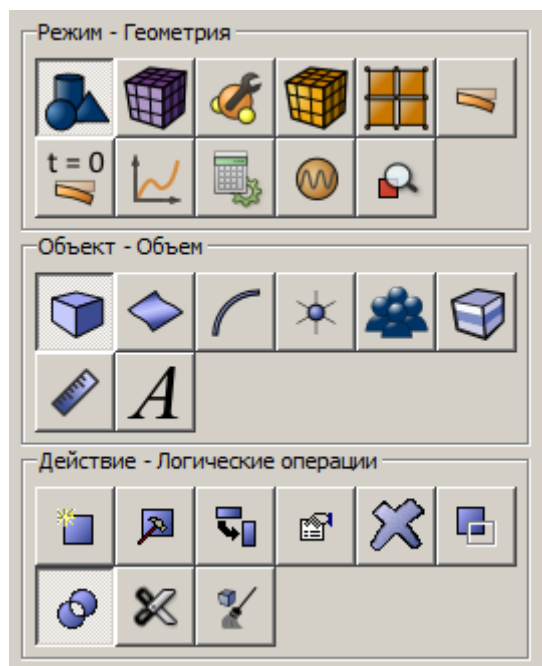 Режим - Геометрия
t = 0
Объект - Объем
A
Действие - Логические операции